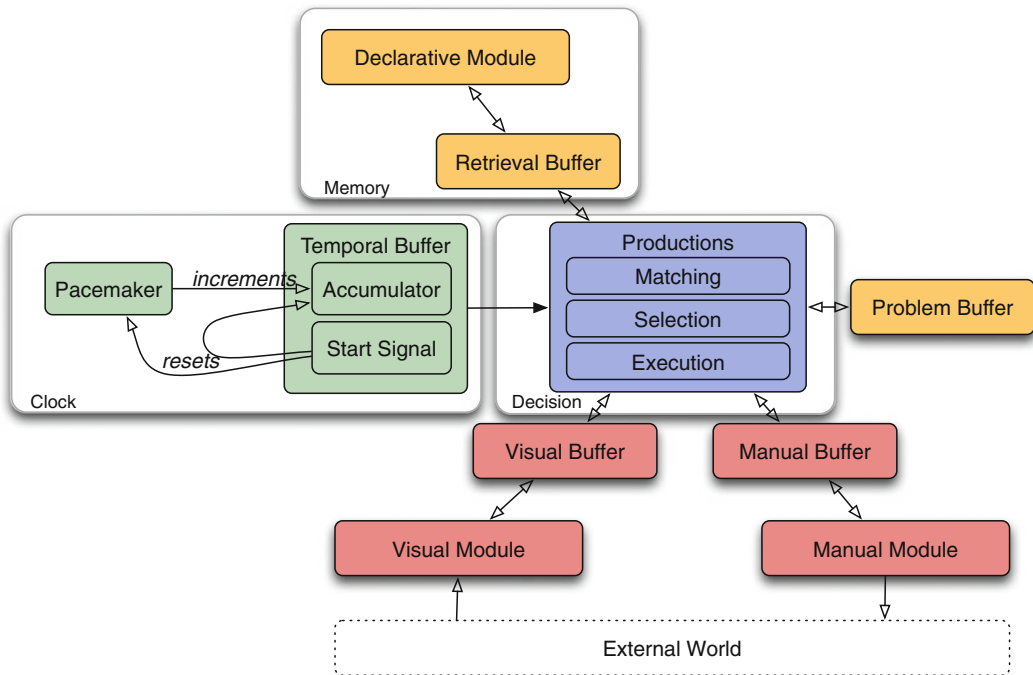 Declarative Module
Retrieval Buffer
Memory
Temporal Buffer
Pacemaker
increments
Accumulator
Start Signal
resets
Clock
Productions
Matching
Selection
Execution
Decision
Problem Buffer
Visual Buffer
Manual Buffer
Visual Module
Manual Module
External World